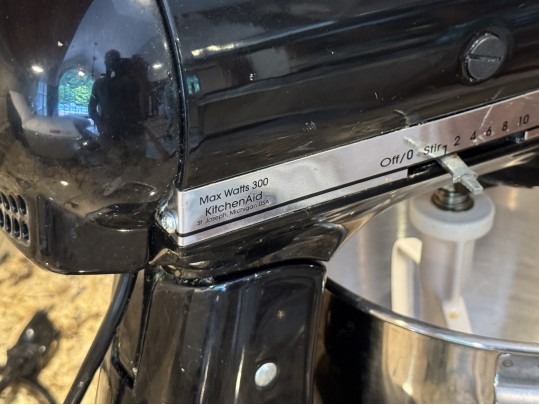 Off/0 Stir 2 4 6 8 10
Max Watts 300
KitchenAid
St. Joseph, Michigan USA